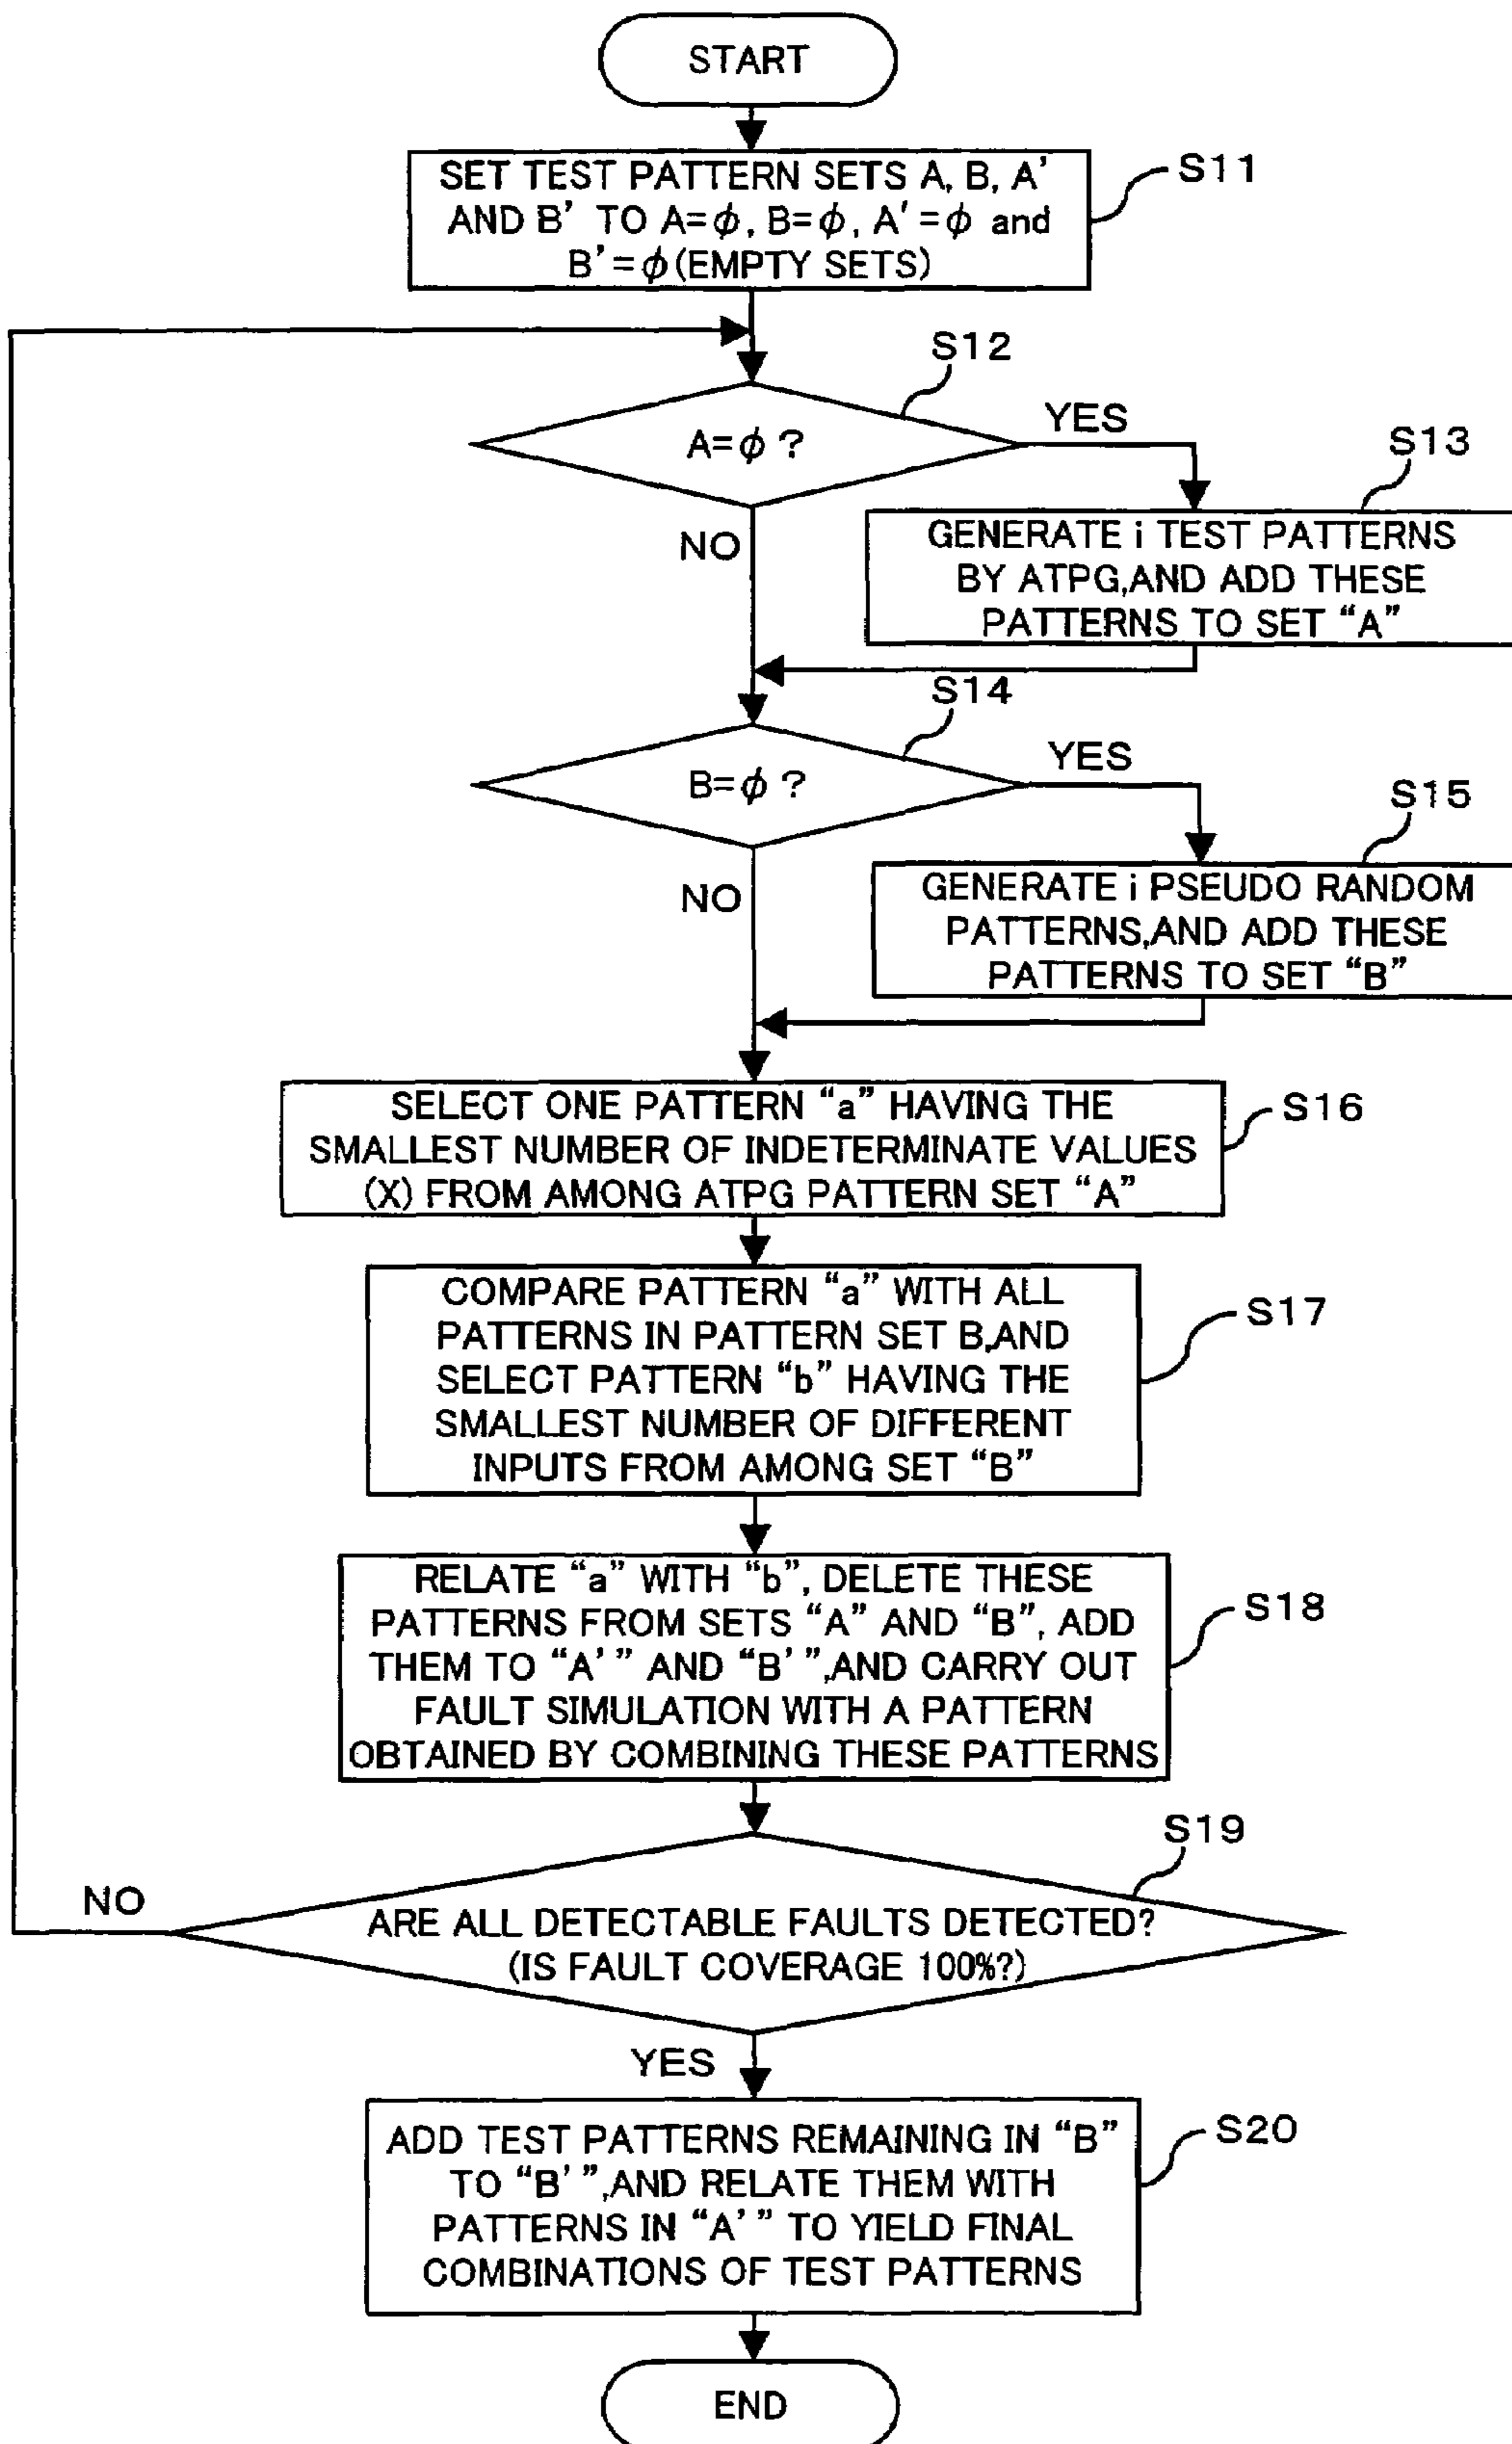 START
SET TEST PATTERN SETS A, B, A'
AND B' TO A=ϕ, B=ϕ, A'=ϕ and
B'=ϕ(EMPTY SETS)
S11
S12
A=ϕ?
YES
NO
S13
GENERATE i TEST PATTERNS
BY ATPG,AND ADD THESE
PATTERNS TO SET “A”
S14
B=ϕ?
YES
NO
S15
GENERATE i PSEUDO RANDOM
PATTERNS,AND ADD THESE
PATTERNS TO SET “B”
SELECT ONE PATTERN “a” HAVING THE
SMALLEST NUMBER OF INDETERMINATE VALUES
(X) FROM AMONG ATPG PATTERN SET “A”
S16
COMPARE PATTERN “a” WITH ALL
PATTERNS IN PATTERN SET B,AND
SELECT PATTERN “b” HAVING THE
SMALLEST NUMBER OF DIFFERENT
INPUTS FROM AMONG SET “B”
S17
RELATE “a” WITH “b”, DELETE THESE
PATTERNS FROM SETS “A” AND “B”, ADD
THEM TO “A'” AND “B'”,AND CARRY OUT
FAULT SIMULATION WITH A PATTERN
OBTAINED BY COMBINING THESE PATTERNS
S18
S19
NO
ARE ALL DETECTABLE FAULTS DETECTED?
(IS FAULT COVERAGE 100%?)
YES
ADD TEST PATTERNS REMAINING IN “B”
TO “B'”,AND RELATE THEM WITH
PATTERNS IN “A'” TO YIELD FINAL
COMBINATIONS OF TEST PATTERNS
S20
END